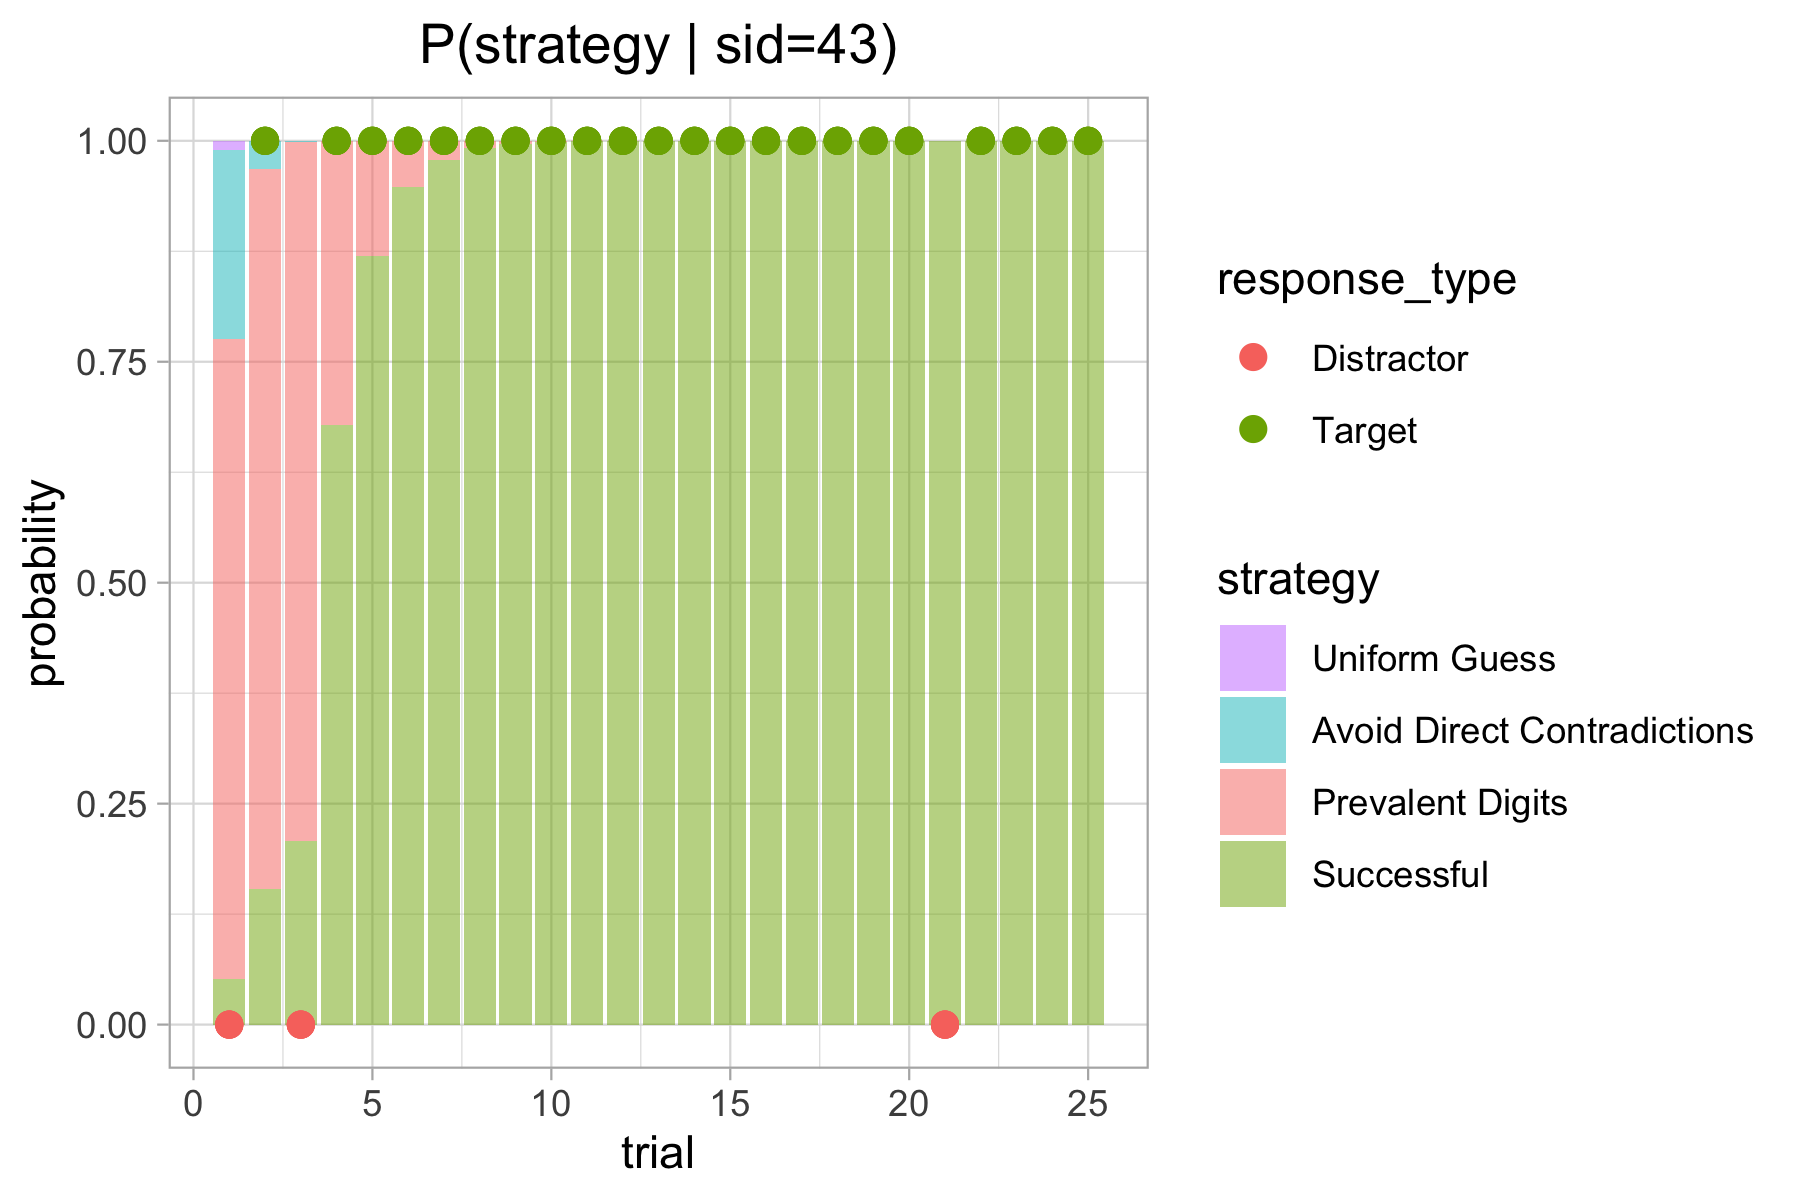 P(strategy | sid=43)
1.00
0.75
0.50
0.25
0.00
probability
0 5 10 15 20 25
trial
response_type
Distractor
Target
strategy
Uniform Guess
Avoid Direct Contradictions
Prevalent Digits
Successful